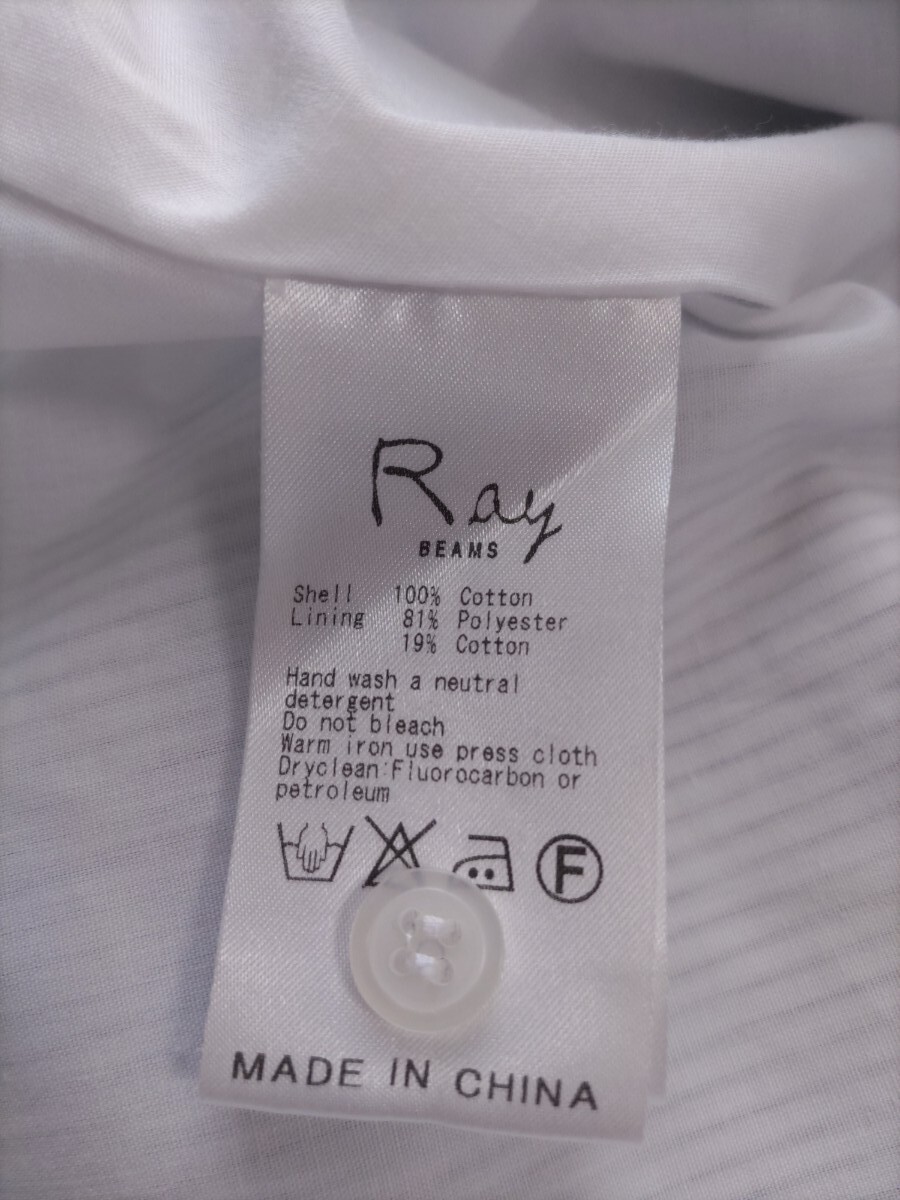 Ray
BEAMS
Shell 100% Cotton
Lining 81% Polyester
19% Cotton
Hand wash a neutral
detergent
Do not bleach
Warm iron use press cloth
Dryclean:Fluorocarbon or
petroleum
F
MADE IN CHINA